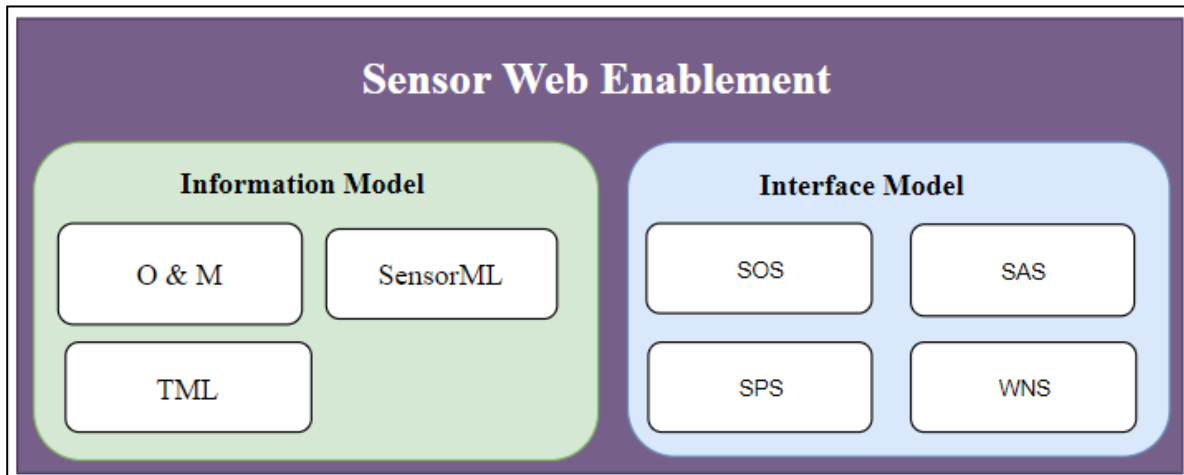 Sensor Web Enablement
Information Model
O & M
SensorML
TML
Interface Model
SOS
SAS
SPS
WNS